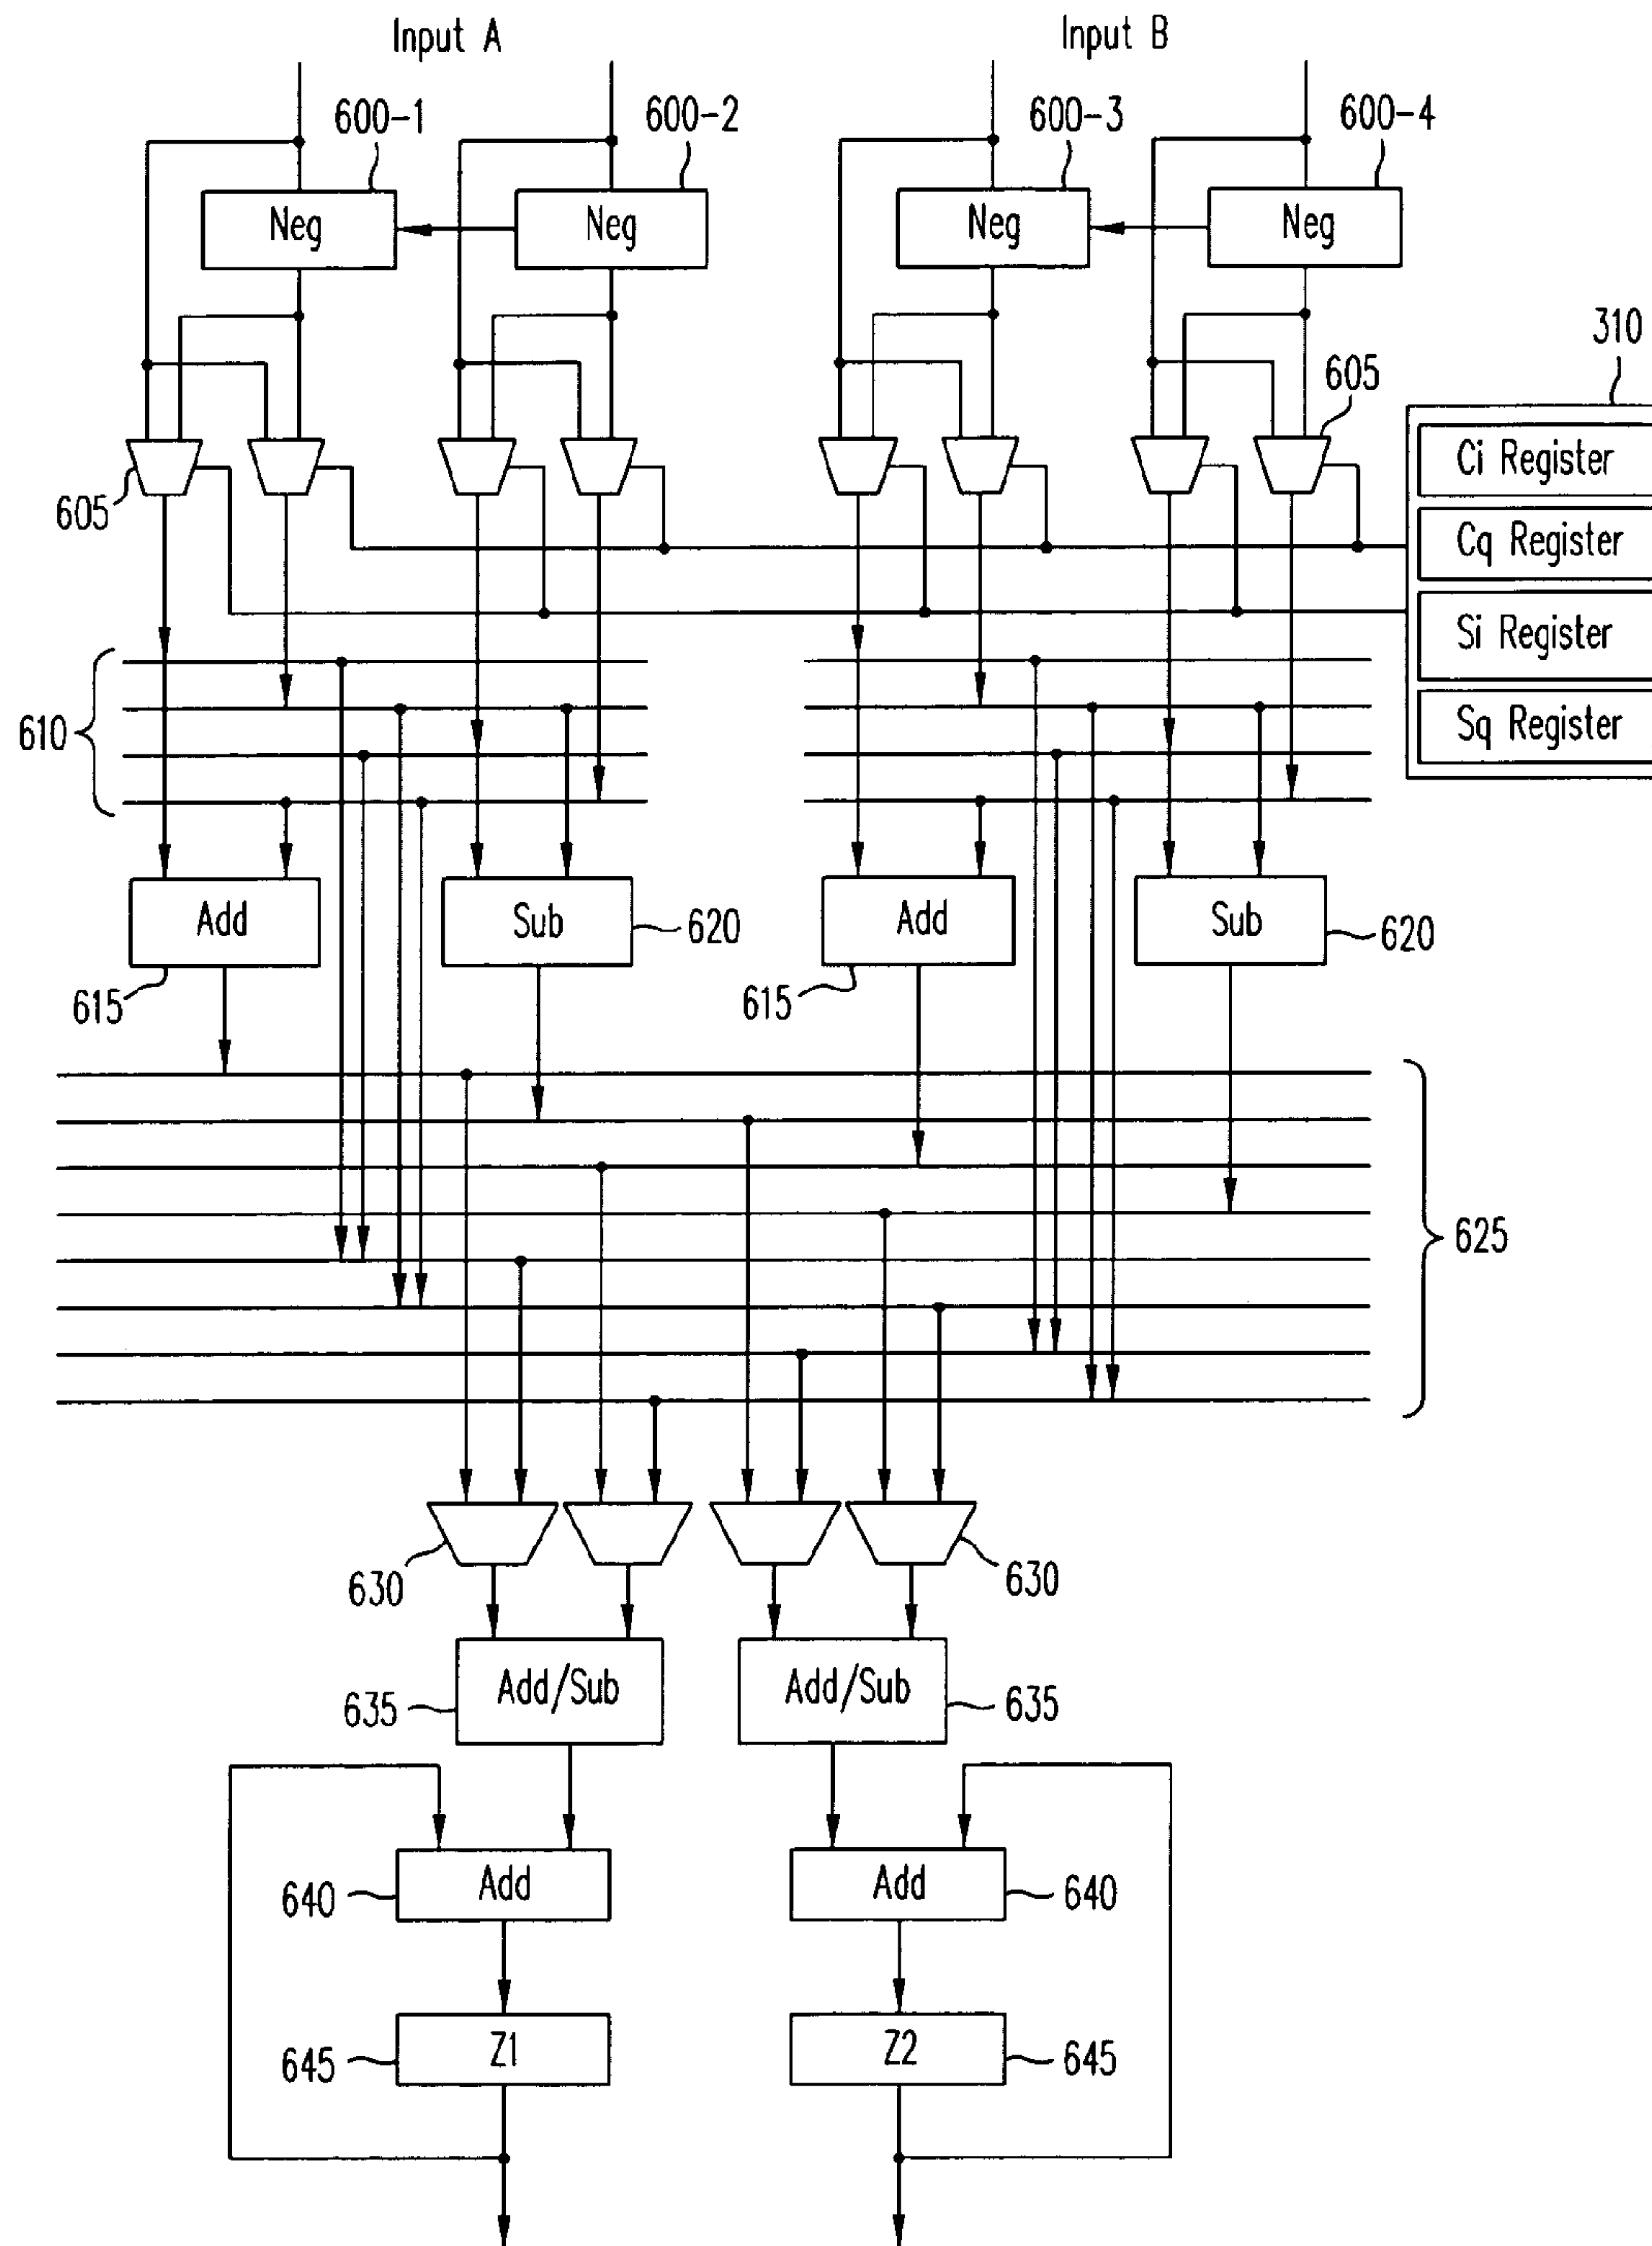 Input A
Input B
600-1
600-2
600-3
600-4
Neg
Neg
Neg
Neg
310
605
605
Ci Register
Cq Register
Si Register
Sq Register
610
Add
Sub
620
Add
Sub
620
615
615
625
630
630
635
Add/Sub
Add/Sub
635
640
Add
Add
640
645
Z1
Z2
645